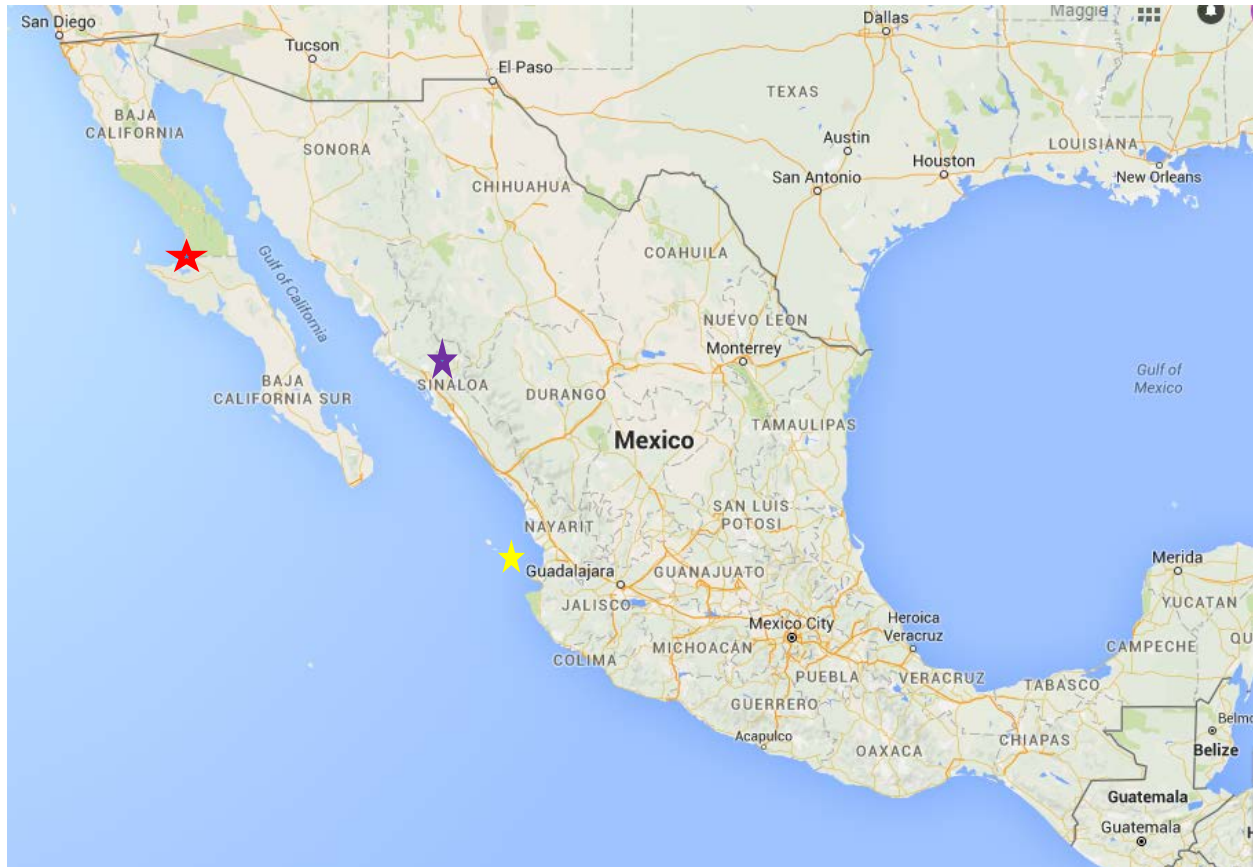 Maggie
San Diego
Dallas
Tucson
El Paso
TEXAS
BAJA
CALIFORNIA
SONORA
Austin
LOUISIANA
Houston
San Antonio
New Orleans
CHIHUAHUA
COAHUILA
Gulf of California
NUEVO LEON
Monterrey
Gulf of
Mexico
BAJA
CALIFORNIA SUR
SINALOA
DURANGO
TAMAULIPAS
Mexico
SAN LUIS
POTOSI
NAYARIT
Merida
Guadalajara
GUANAJUATO
YUCATAN
JALISCO
Mexico City
Heroica
Veracruz
QU
MICHOACÁN
CAMPECHE
COLIMA
PUEBLA
VERACRUZ
TABASCO
GUERRERO
Belmo
Acapulco
CHIAPAS
OAXACA
Belize
Guatemala
Guatemala
H